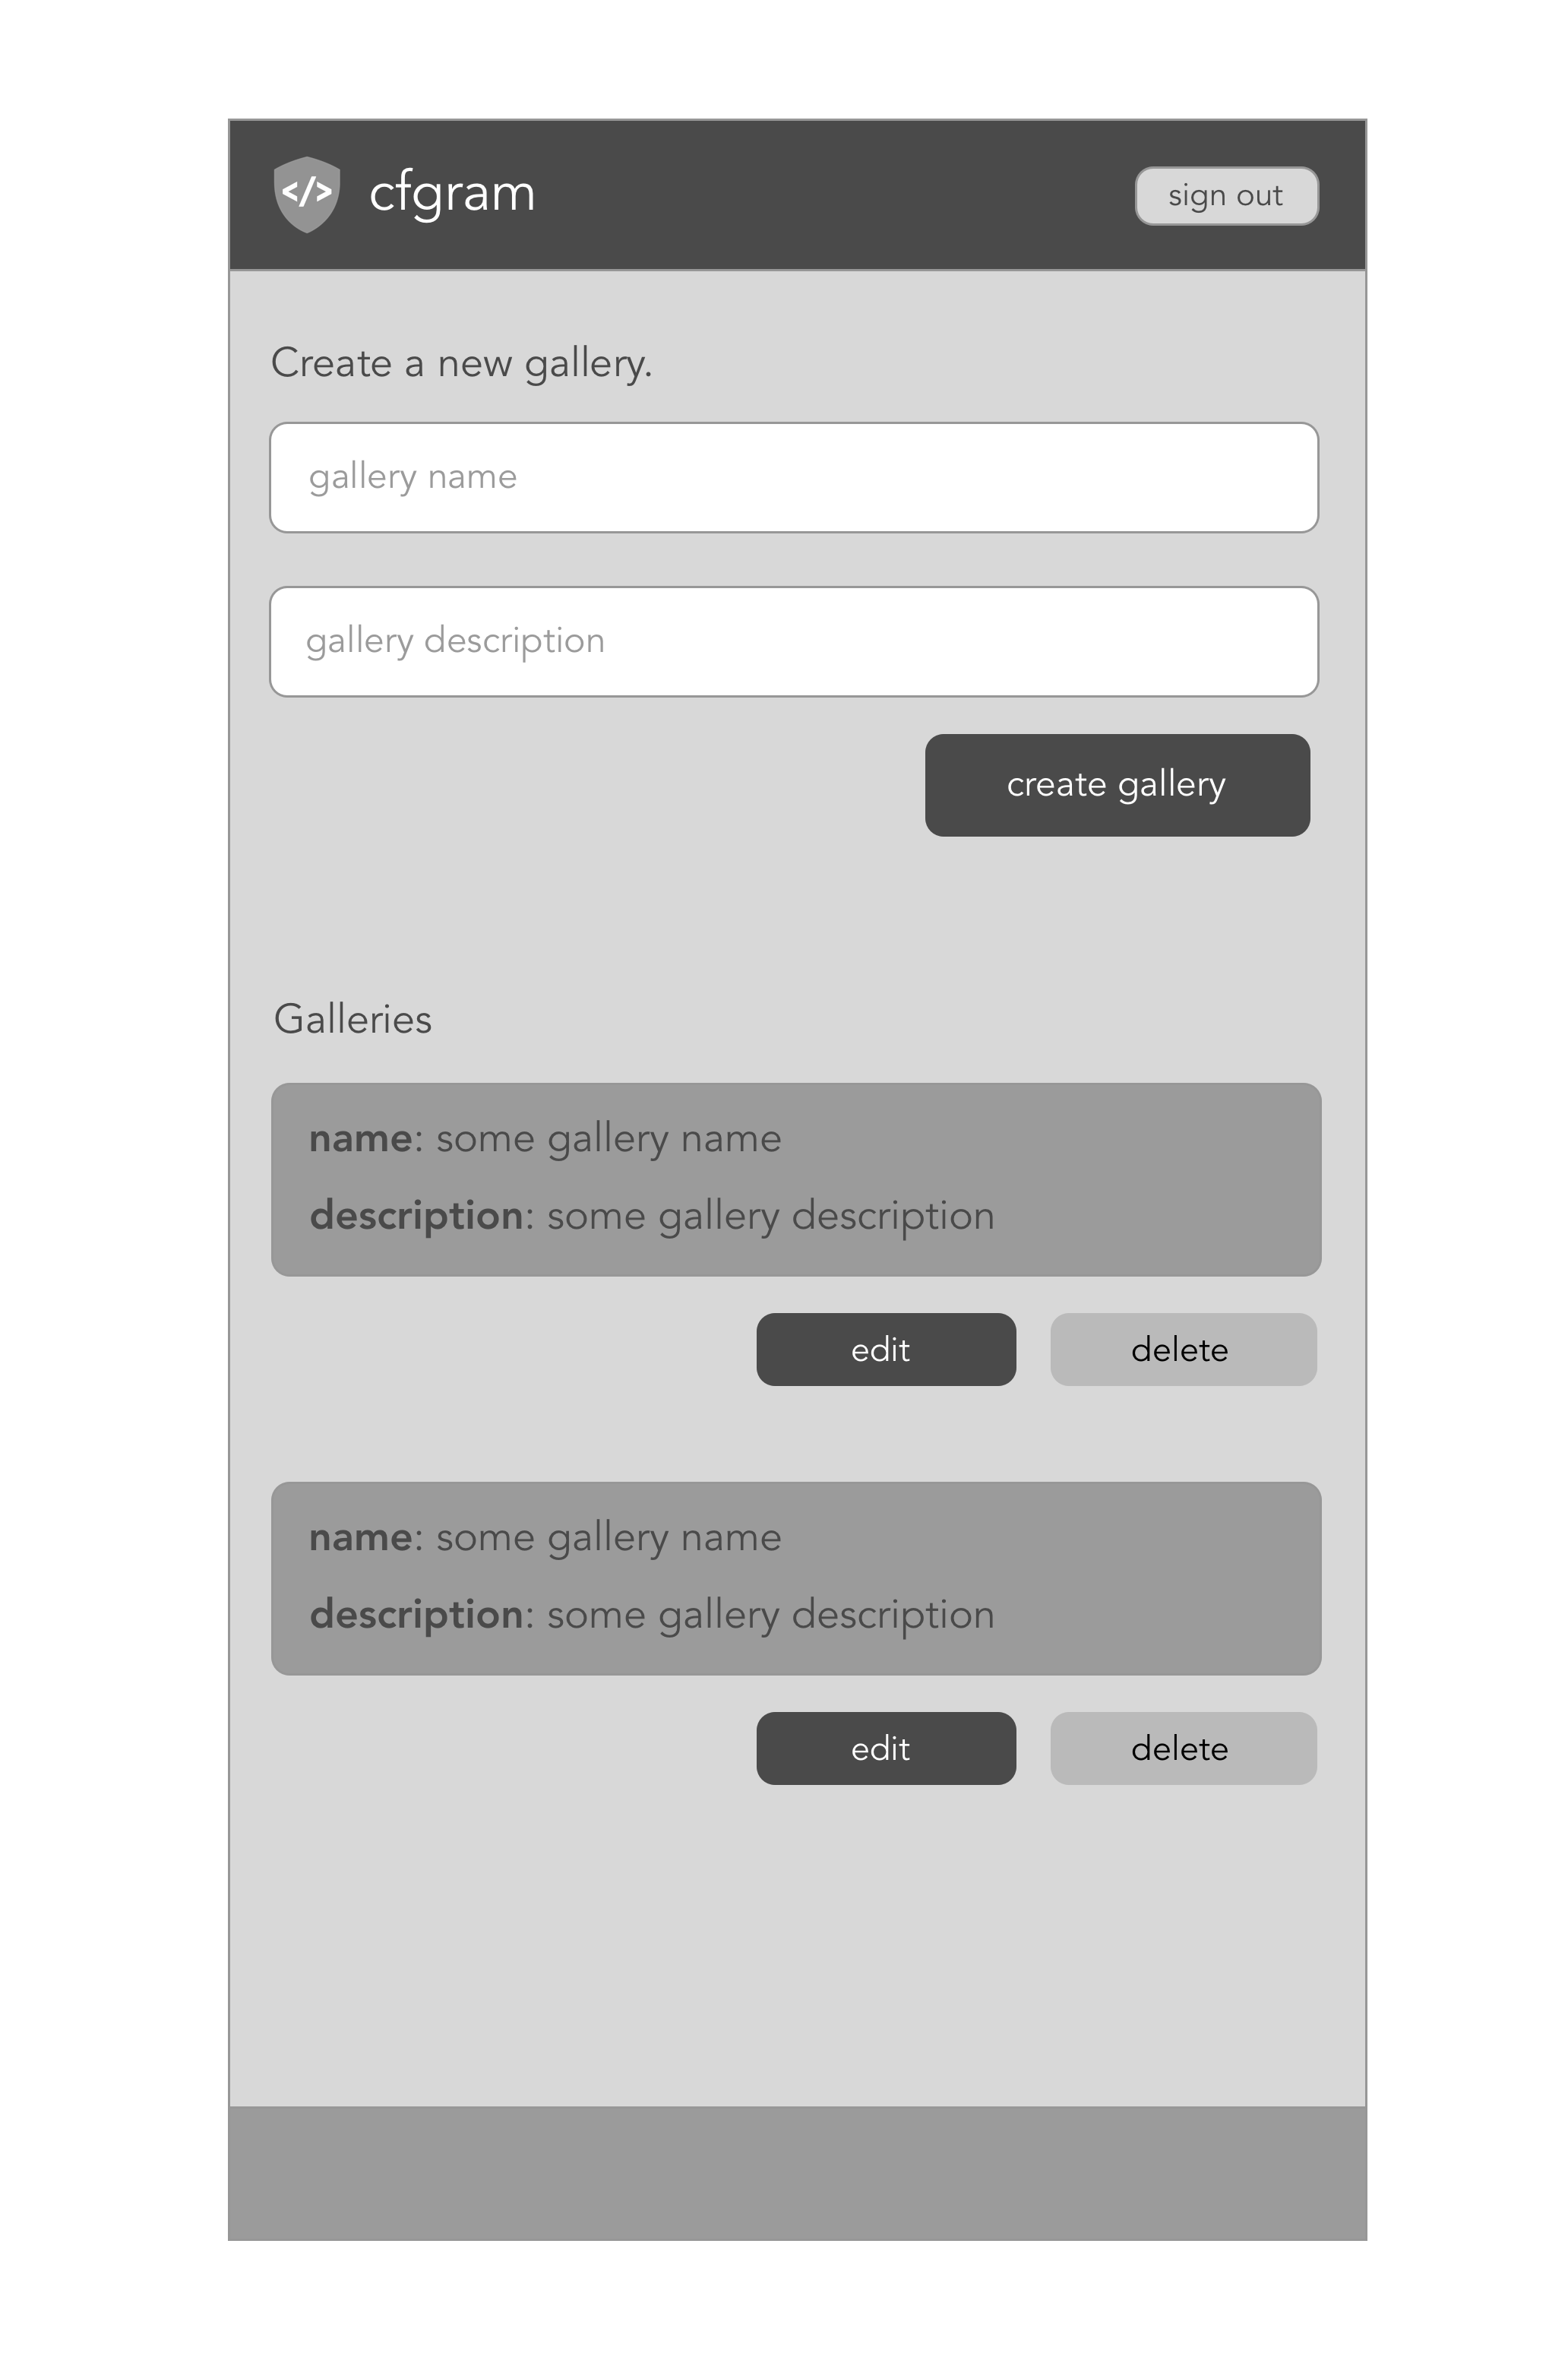 </> cfgram
sign out
Create a new gallery.
gallery name
gallery description
create gallery
Galleries
name: some gallery name
description: some gallery description
edit
delete
name: some gallery name
description: some gallery description
edit
delete